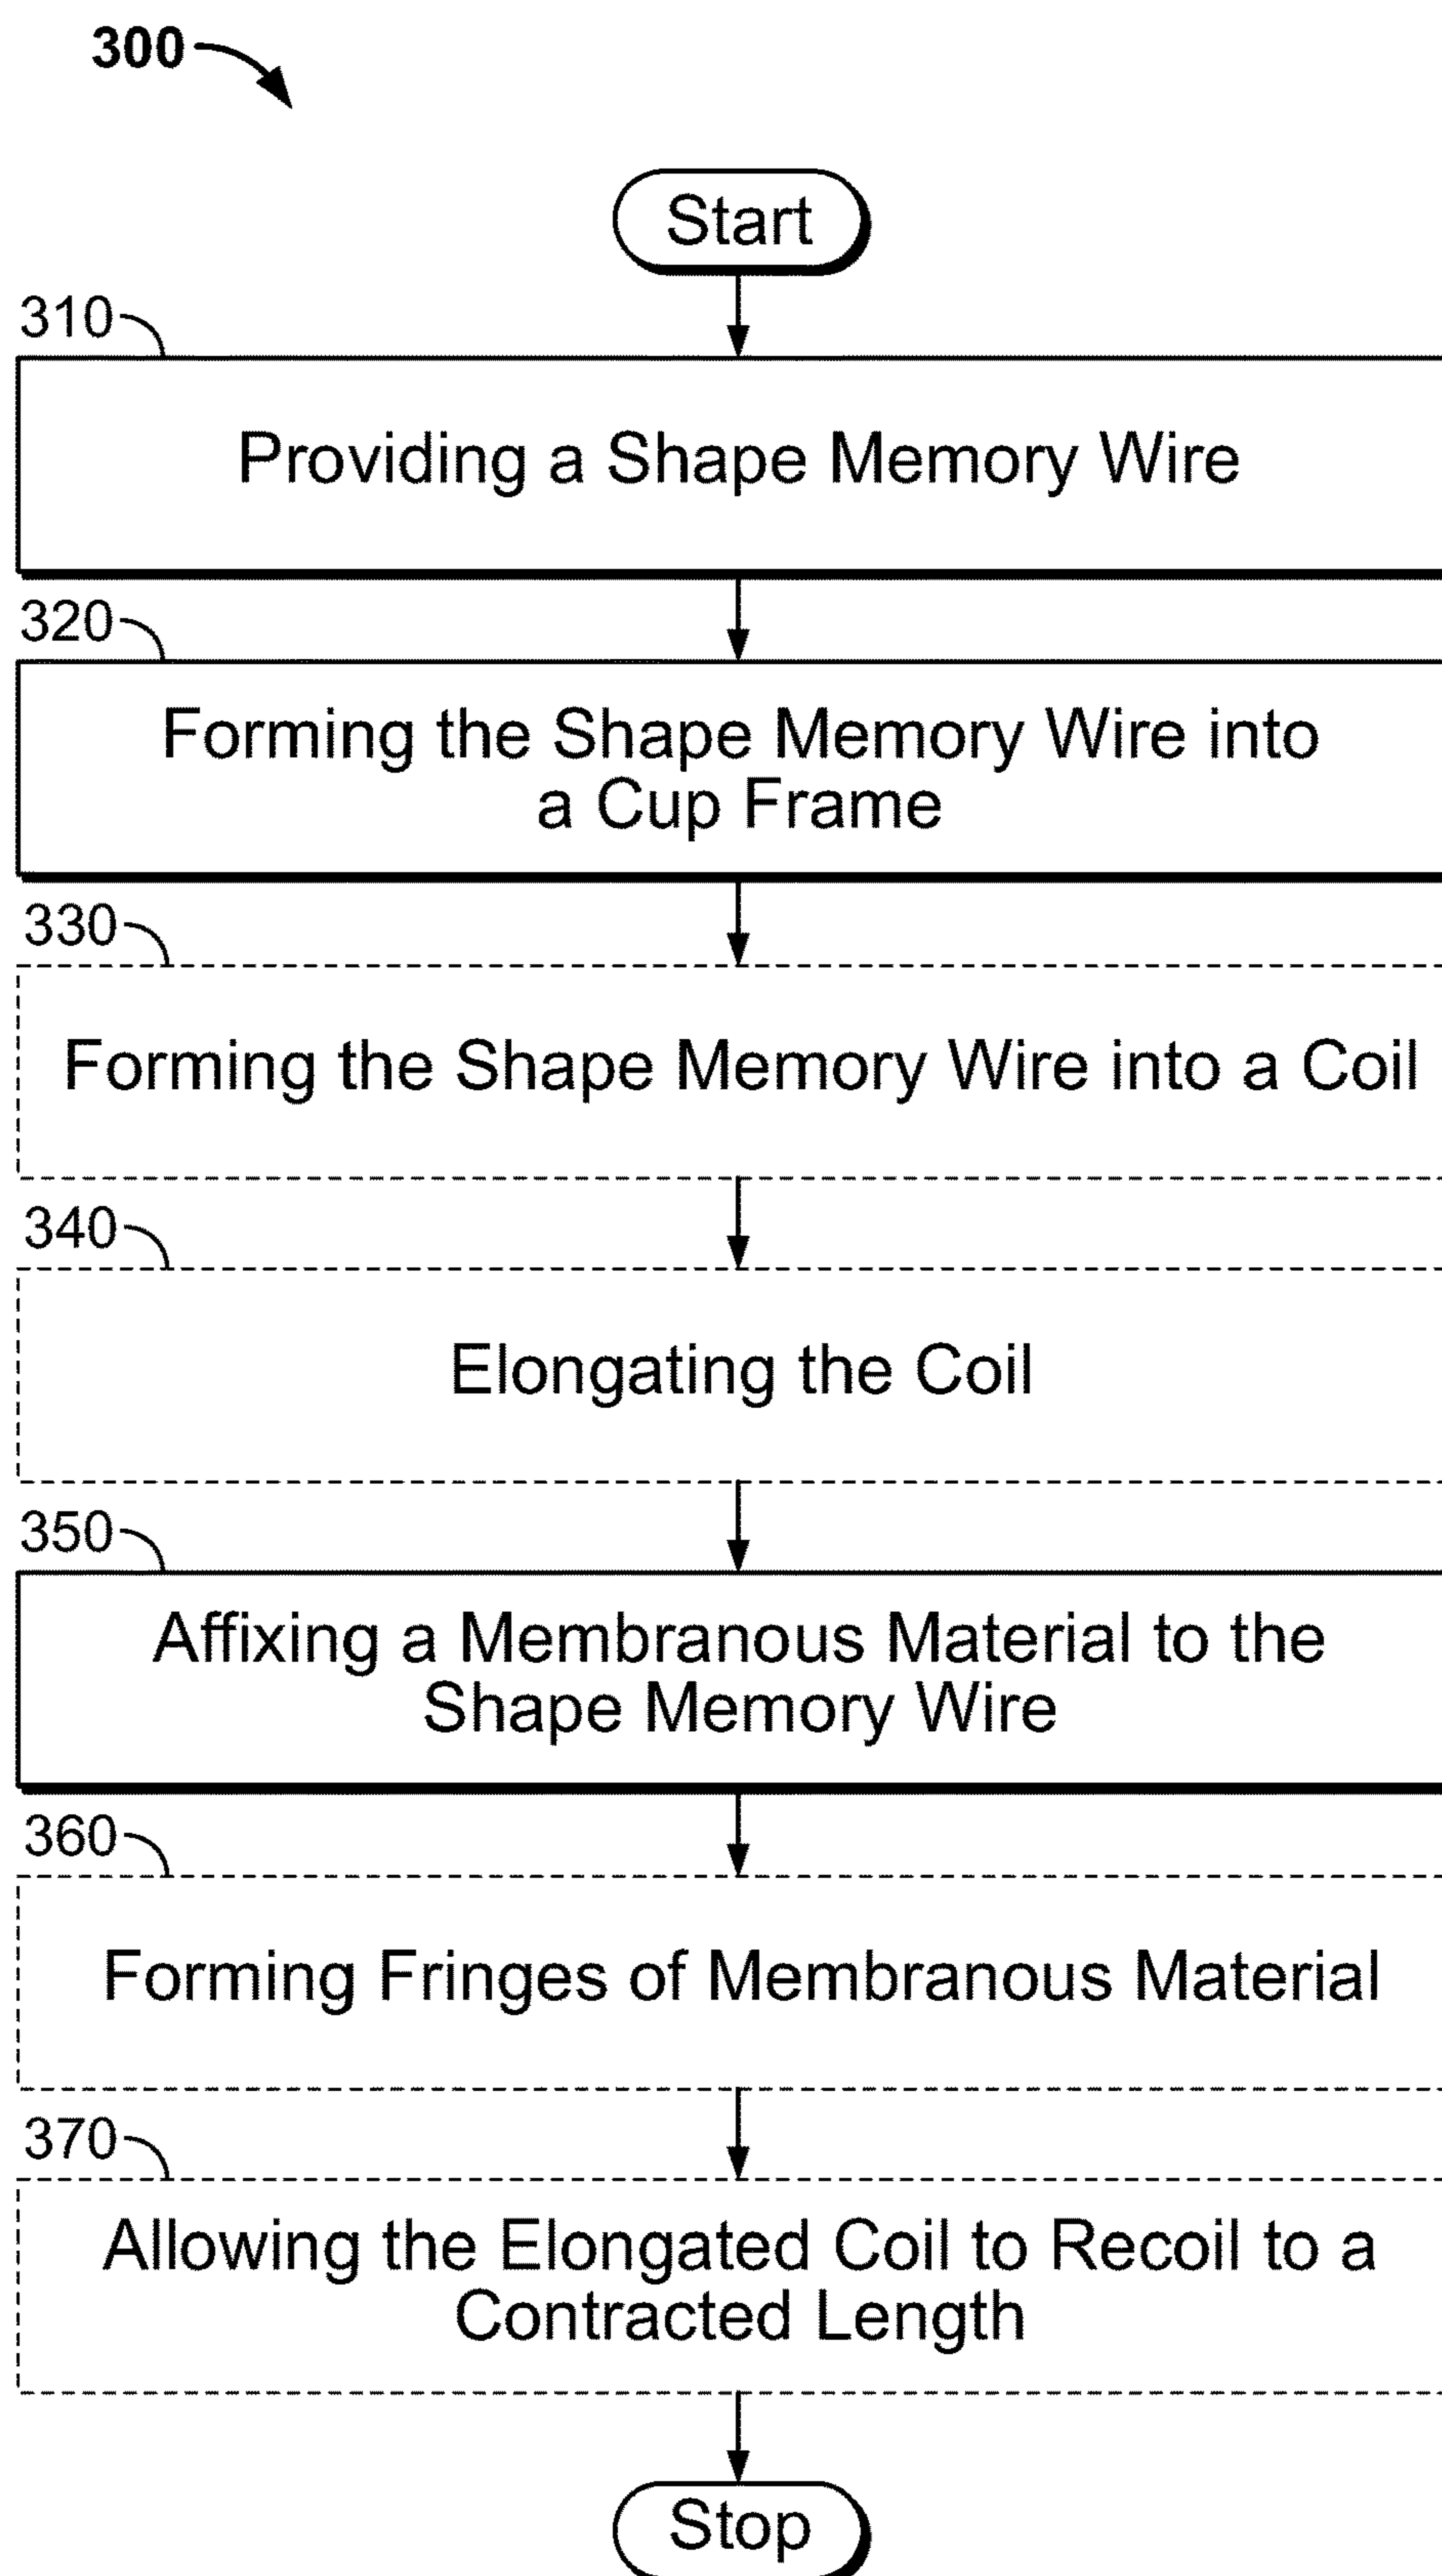 300
Start
310
Providing a Shape Memory Wire
320
Forming the Shape Memory Wire into
a Cup Frame
330
Forming the Shape Memory Wire into a Coil
340
Elongating the Coil
350
Affixing a Membranous Material to the
Shape Memory Wire
360
Forming Fringes of Membranous Material
370
Allowing the Elongated Coil to Recoil to a
Contracted Length
Stop